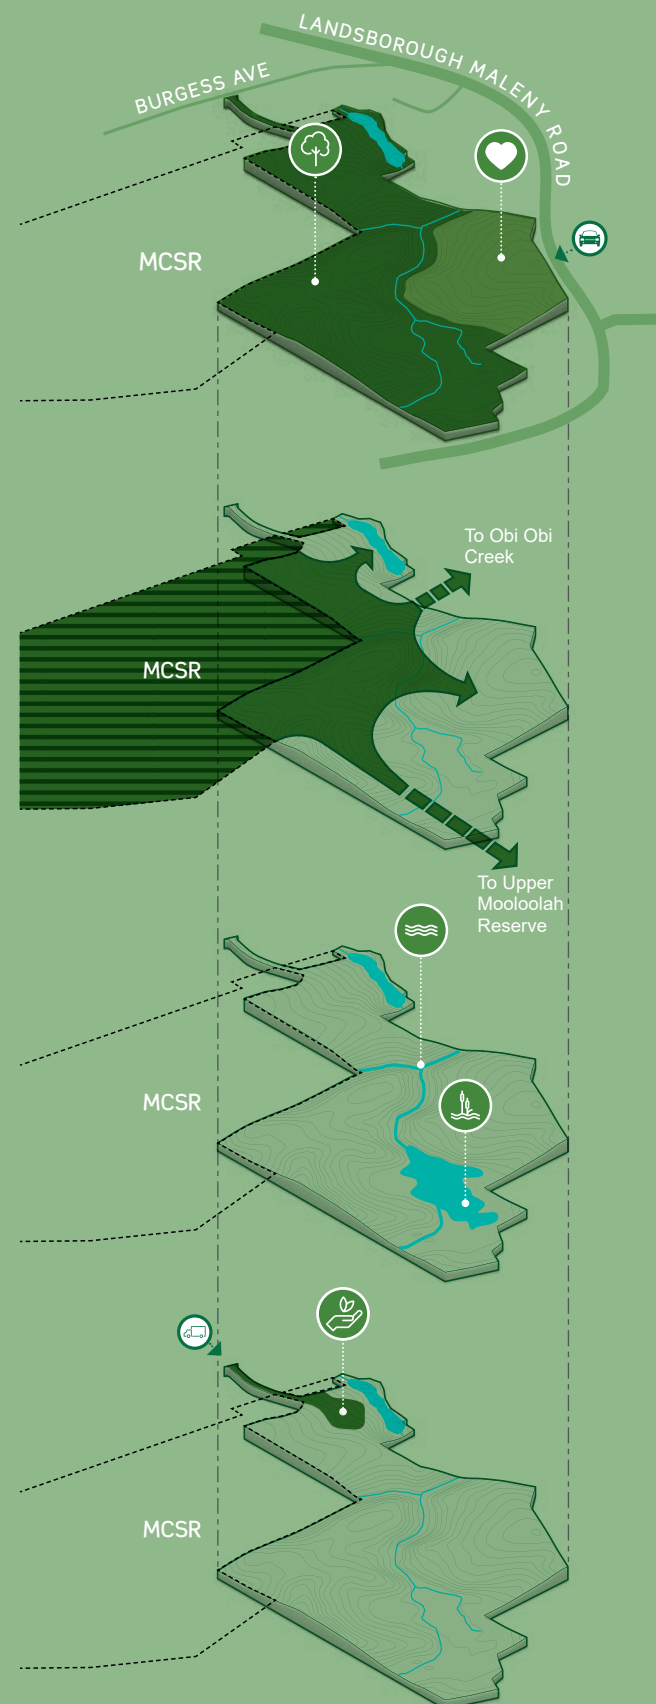 LANDSBOROUGH MALENY ROAD
BURGESS AVE
MCSR
To Obi Obi
Creek
MCSR
To Upper
Mooloolah
Reserve
MCSR
MCSR